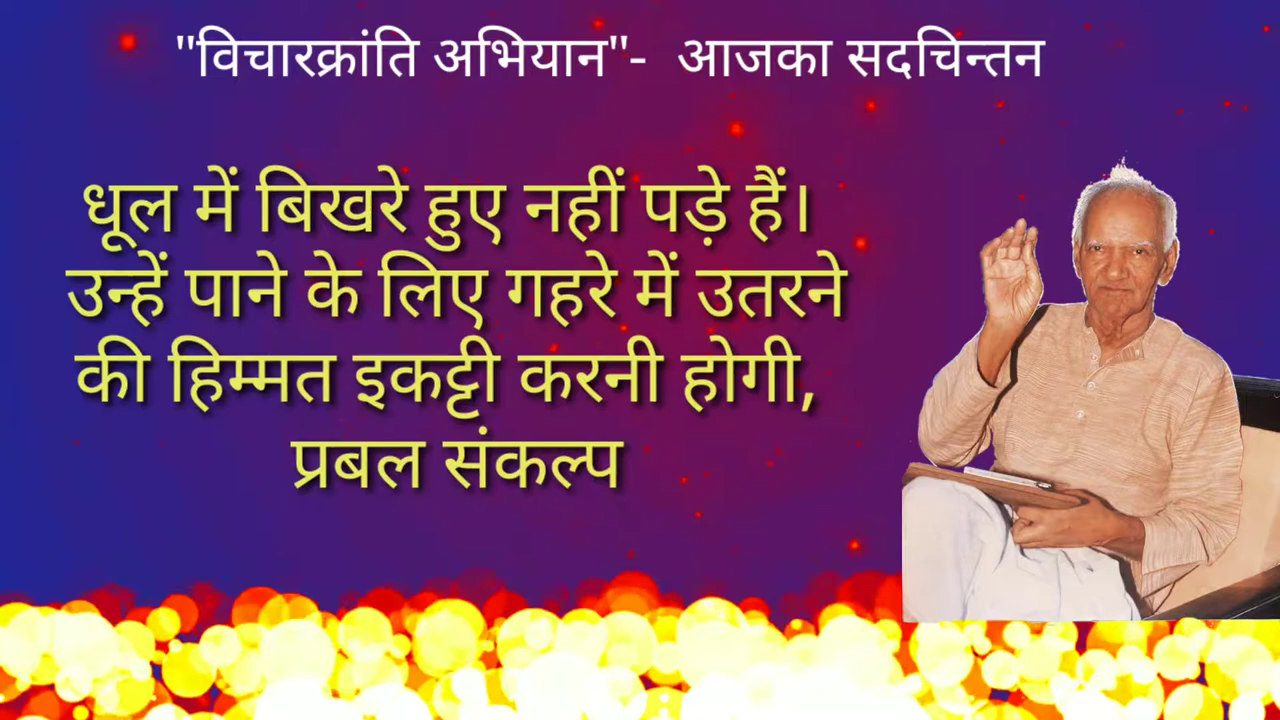 "विचारक्रांति अभियान"- आजका सदचिन्तन
धूल में बिखरे हुए नहीं पड़े हैं।
उन्हें पाने के लिए गहरे में उतरने
की हिम्मत इकट्टी करनी होगी,
प्रबल संकल्प